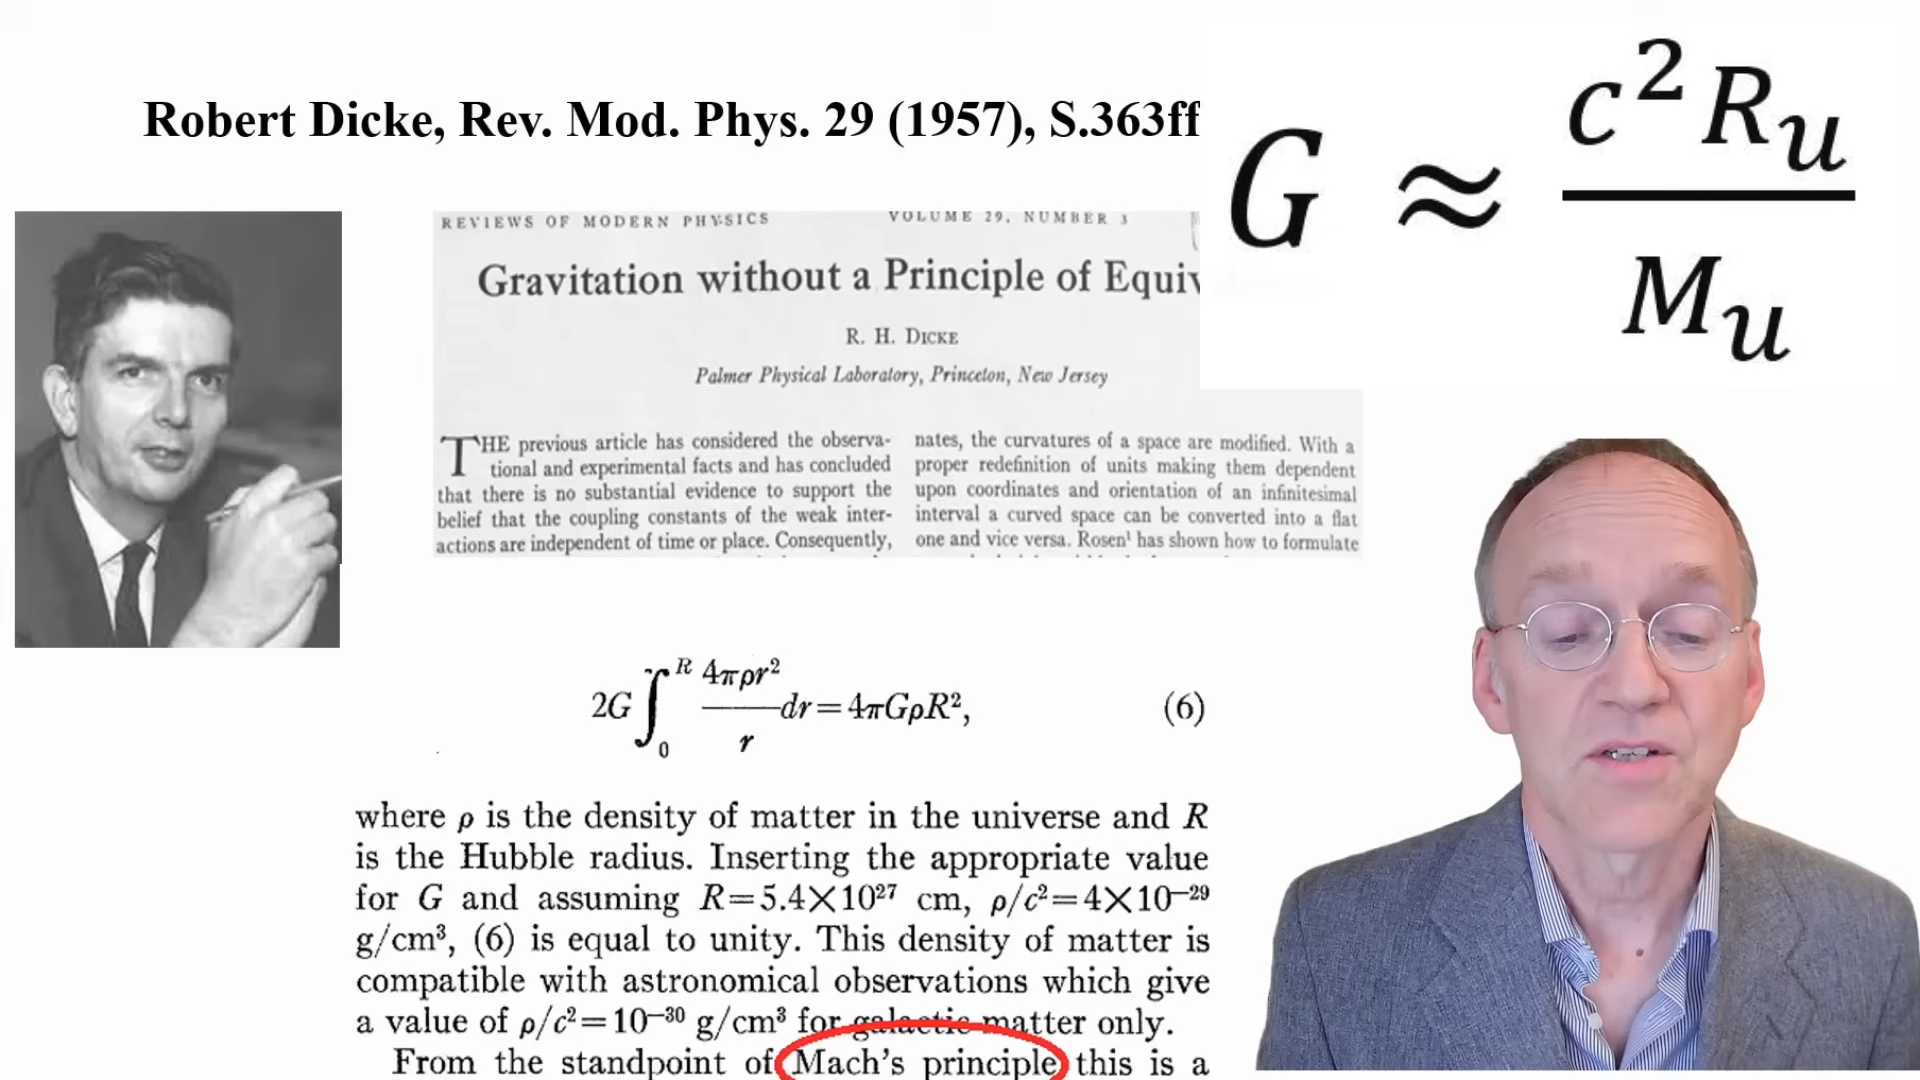 Robert Dicke, Rev. Mod. Phys. 29 (1957), S.363ff
G ≈ c² R_u / M_u
REVIEWS OF MODERN PHYSICS
VOLUME 29, NUMBER 3
Gravitation without a Principle of Equiv
R. H. DICKE
Palmer Physical Laboratory, Princeton, New Jersey
THE previous article has considered the observa-
tional and experimental facts and has concluded
that there is no substantial evidence to support the
belief that the coupling constants of the weak inter-
actions are independent of time or place. Consequently,
nates, the curvatures of a space are modified. With a
proper redefinition of units making them dependent
upon coordinates and orientation of an infinitesimal
interval a curved space can be converted into a flat
one and vice versa. Rosen¹ has shown how to formulate
2G ∫₀ᴿ 4πρr²/r dr = 4πGρR², (6)
where ρ is the density of matter in the universe and R
is the Hubble radius. Inserting the appropriate value
for G and assuming R=5.4×10²⁷ cm, ρ/c²=4×10⁻²⁹
g/cm³, (6) is equal to unity. This density of matter is
compatible with astronomical observations which give
a value of ρ/c²=10⁻³⁰ g/cm³ for galactic matter only.
From the standpoint of Mach's principle this is a